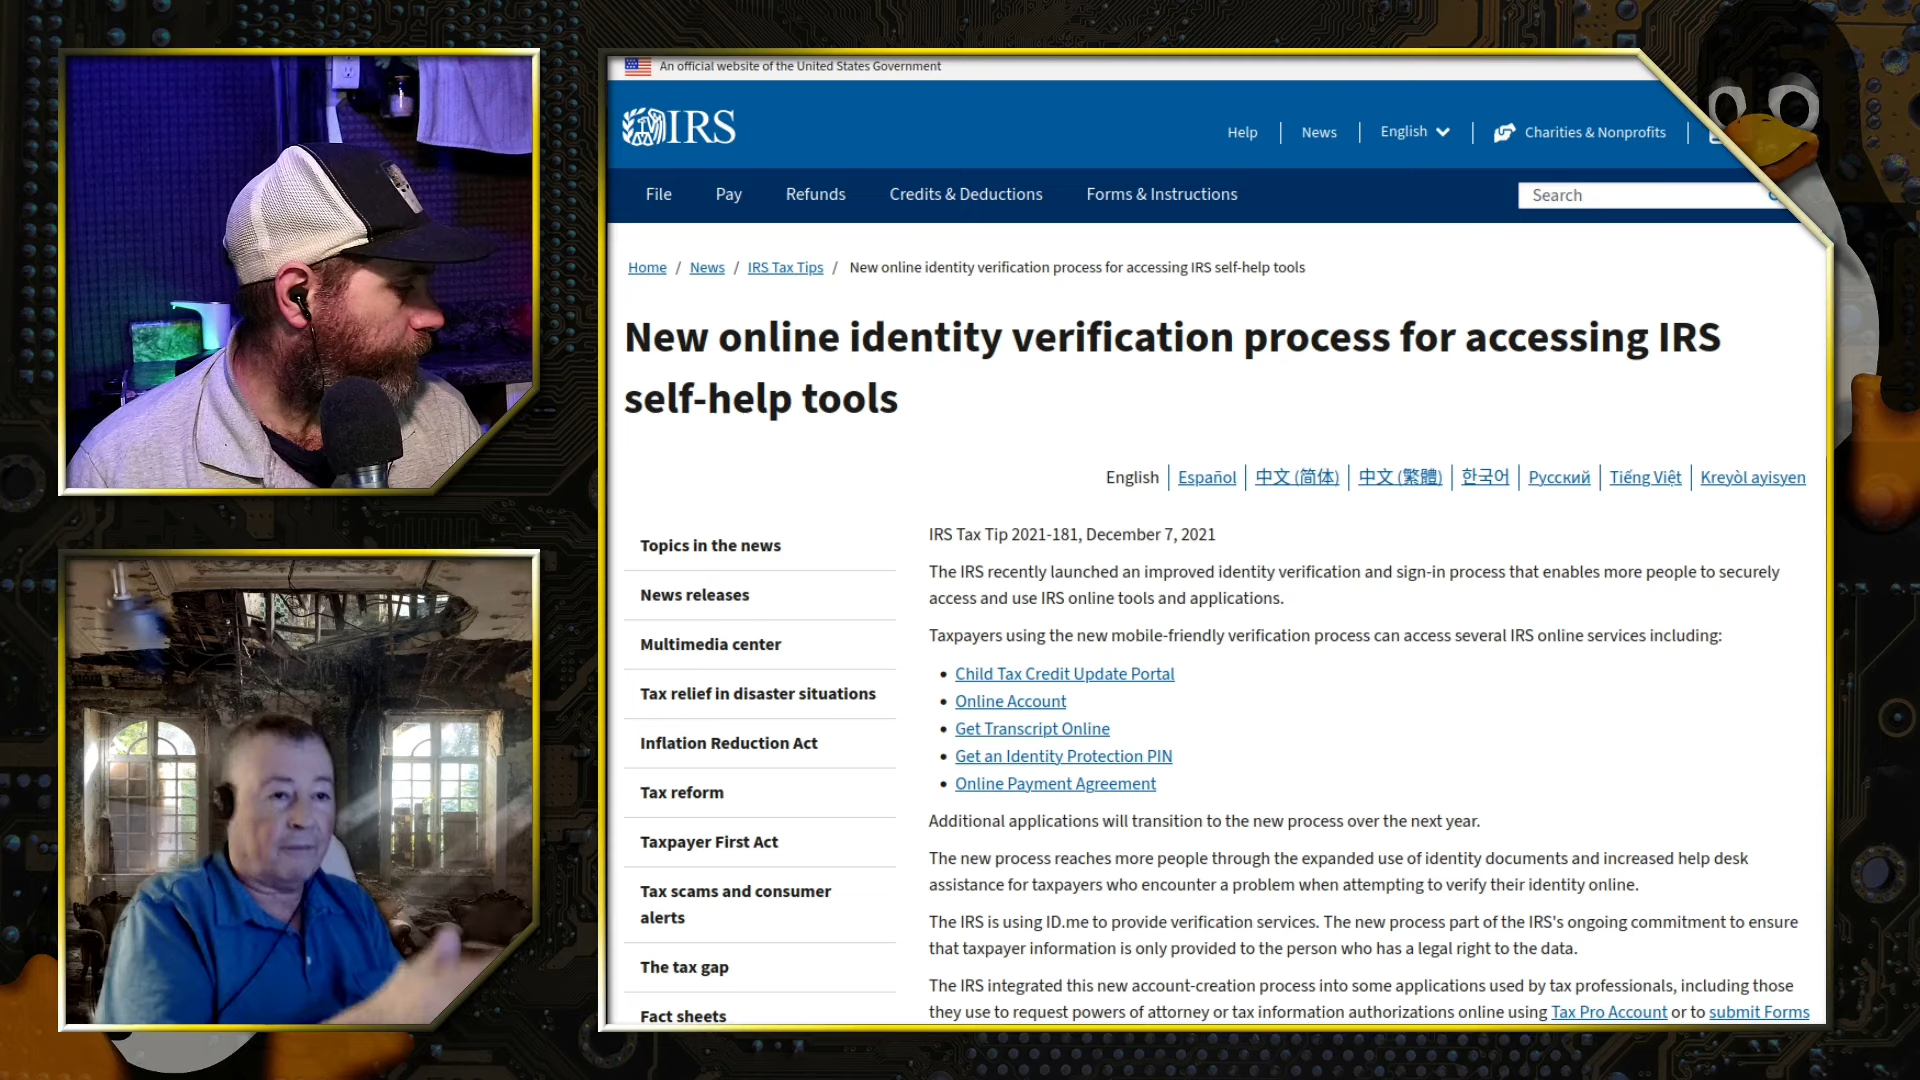 An official website of the United States Government
IRS
Help
News
English
Charities & Nonprofits
File
Pay
Refunds
Credits & Deductions
Forms & Instructions
Search
Home / News / IRS Tax Tips / New online identity verification process for accessing IRS self-help tools
New online identity verification process for accessing IRS
self-help tools
English
Español
中文 (简体)
中文 (繁體)
한국어
Русский
Tiếng Việt
Kreyòl ayisyen
Topics in the news
News releases
Multimedia center
Tax relief in disaster situations
Inflation Reduction Act
Tax reform
Taxpayer First Act
Tax scams and consumer
alerts
The tax gap
Fact sheets
IRS Tax Tip 2021-181, December 7, 2021
The IRS recently launched an improved identity verification and sign-in process that enables more people to securely
access and use IRS online tools and applications.
Taxpayers using the new mobile-friendly verification process can access several IRS online services including:
• Child Tax Credit Update Portal
• Online Account
• Get Transcript Online
• Get an Identity Protection PIN
• Online Payment Agreement
Additional applications will transition to the new process over the next year.
The new process reaches more people through the expanded use of identity documents and increased help desk
assistance for taxpayers who encounter a problem when attempting to verify their identity online.
The IRS is using ID.me to provide verification services. The new process part of the IRS's ongoing commitment to ensure
that taxpayer information is only provided to the person who has a legal right to the data.
The IRS integrated this new account-creation process into some applications used by tax professionals, including those
they use to request powers of attorney or tax information authorizations online using Tax Pro Account or to submit Forms